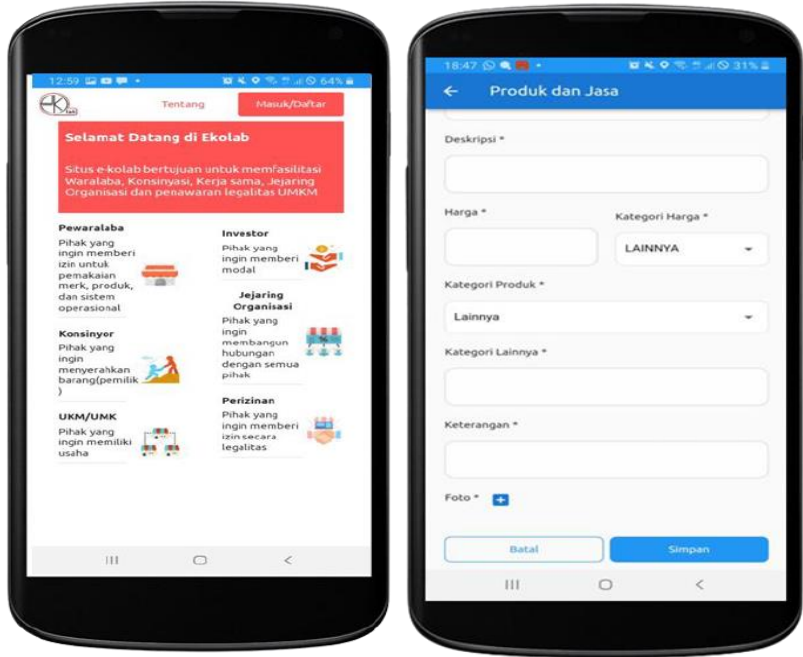 12:59
64%
EK
Lab
Tentang
Masuk/Daftar
Selamat Datang di Ekolab
Situs e-kolab bertujuan untuk memfasilitasi
Waralaba, Konsinyasi, Kerja sama, Jejaring
Organisasi dan penawaran legalitas UMKM
Pewaralaba
Pihak yang
ingin memberi
izin untuk
pemakaian
merk, produk,
dan sistem
operasional
Konsinyor
Pihak yang
ingin
menyerahkan
barang(pemilik
)
UKM/UMK
Pihak yang
ingin memiliki
usaha
Investor
Pihak yang
ingin memberi
modal
Jejaring
Organisasi
Pihak yang
ingin
membangun
hubungan
dengan semua
pihak
Perizinan
Pihak yang
ingin memberi
izin secara
legalitas
18:47
31%
Produk dan Jasa
Deskripsi *
Harga *
Kategori Harga *
LAINNYA
Kategori Produk *
Lainnya
Kategori Lainnya *
Keterangan *
Foto *
Batal
Simpan